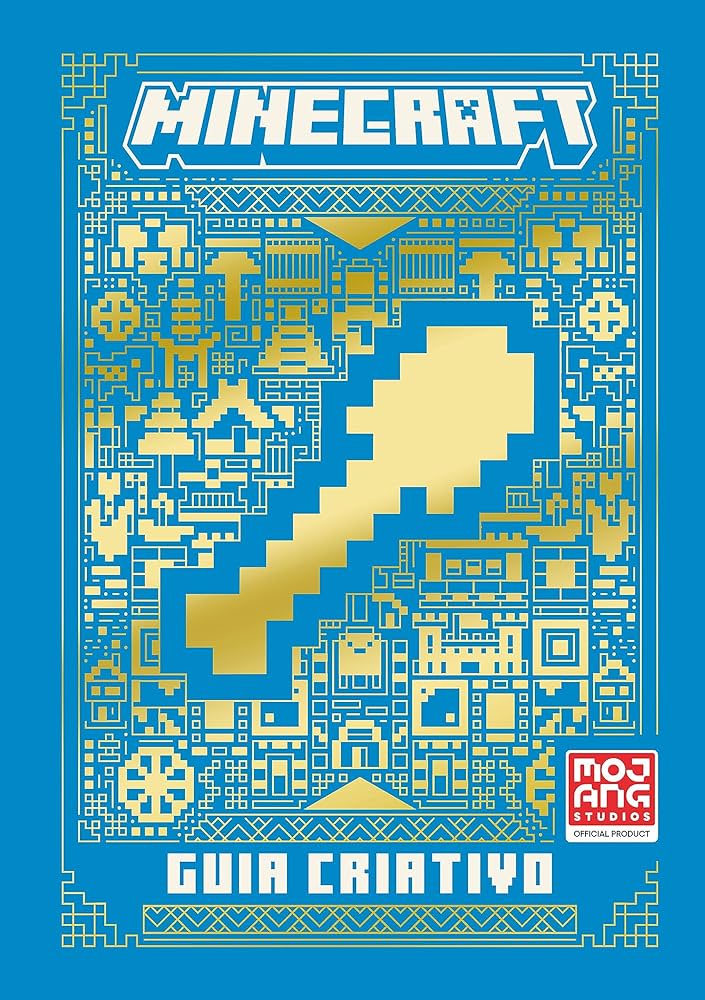 MINECRAFT
MOJ
ANG
STUDIOS
OFFICIAL PRODUCT
GUIA CRIATIVO